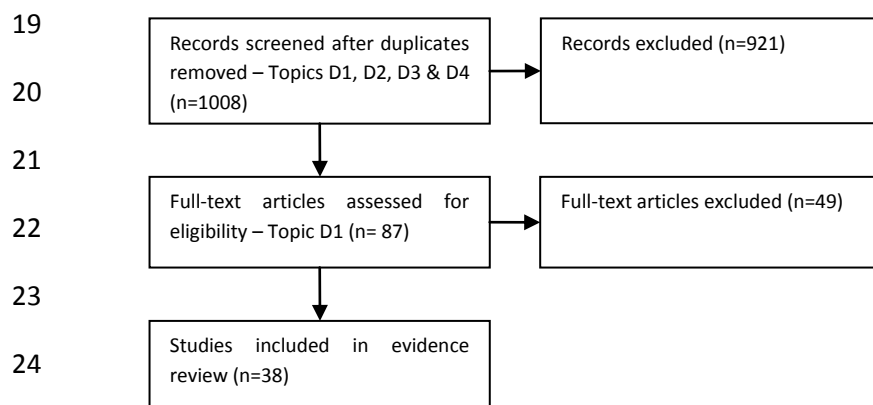 19
Records screened after duplicates
removed – Topics D1, D2, D3 & D4
(n=1008)
Records excluded (n=921)
20
21
Full-text articles assessed for
eligibility – Topic D1 (n= 87)
Full-text articles excluded (n=49)
22
23
Studies included in evidence
review (n=38)
24